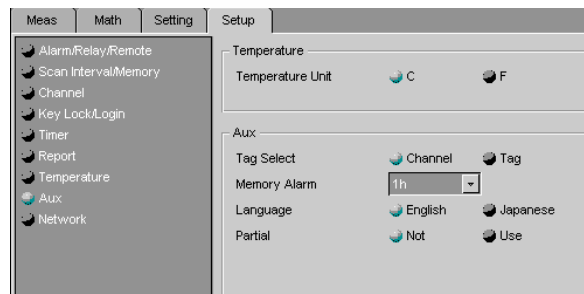 Meas Math Setting Setup
Alarm/Relay/Remote
Scan Interval/Memory
Channel
Key Lock/Login
Timer
Report
Temperature
Aux
Network
Temperature
Temperature Unit C F
Aux
Tag Select Channel Tag
Memory Alarm 1h
Language English Japanese
Partial Not Use